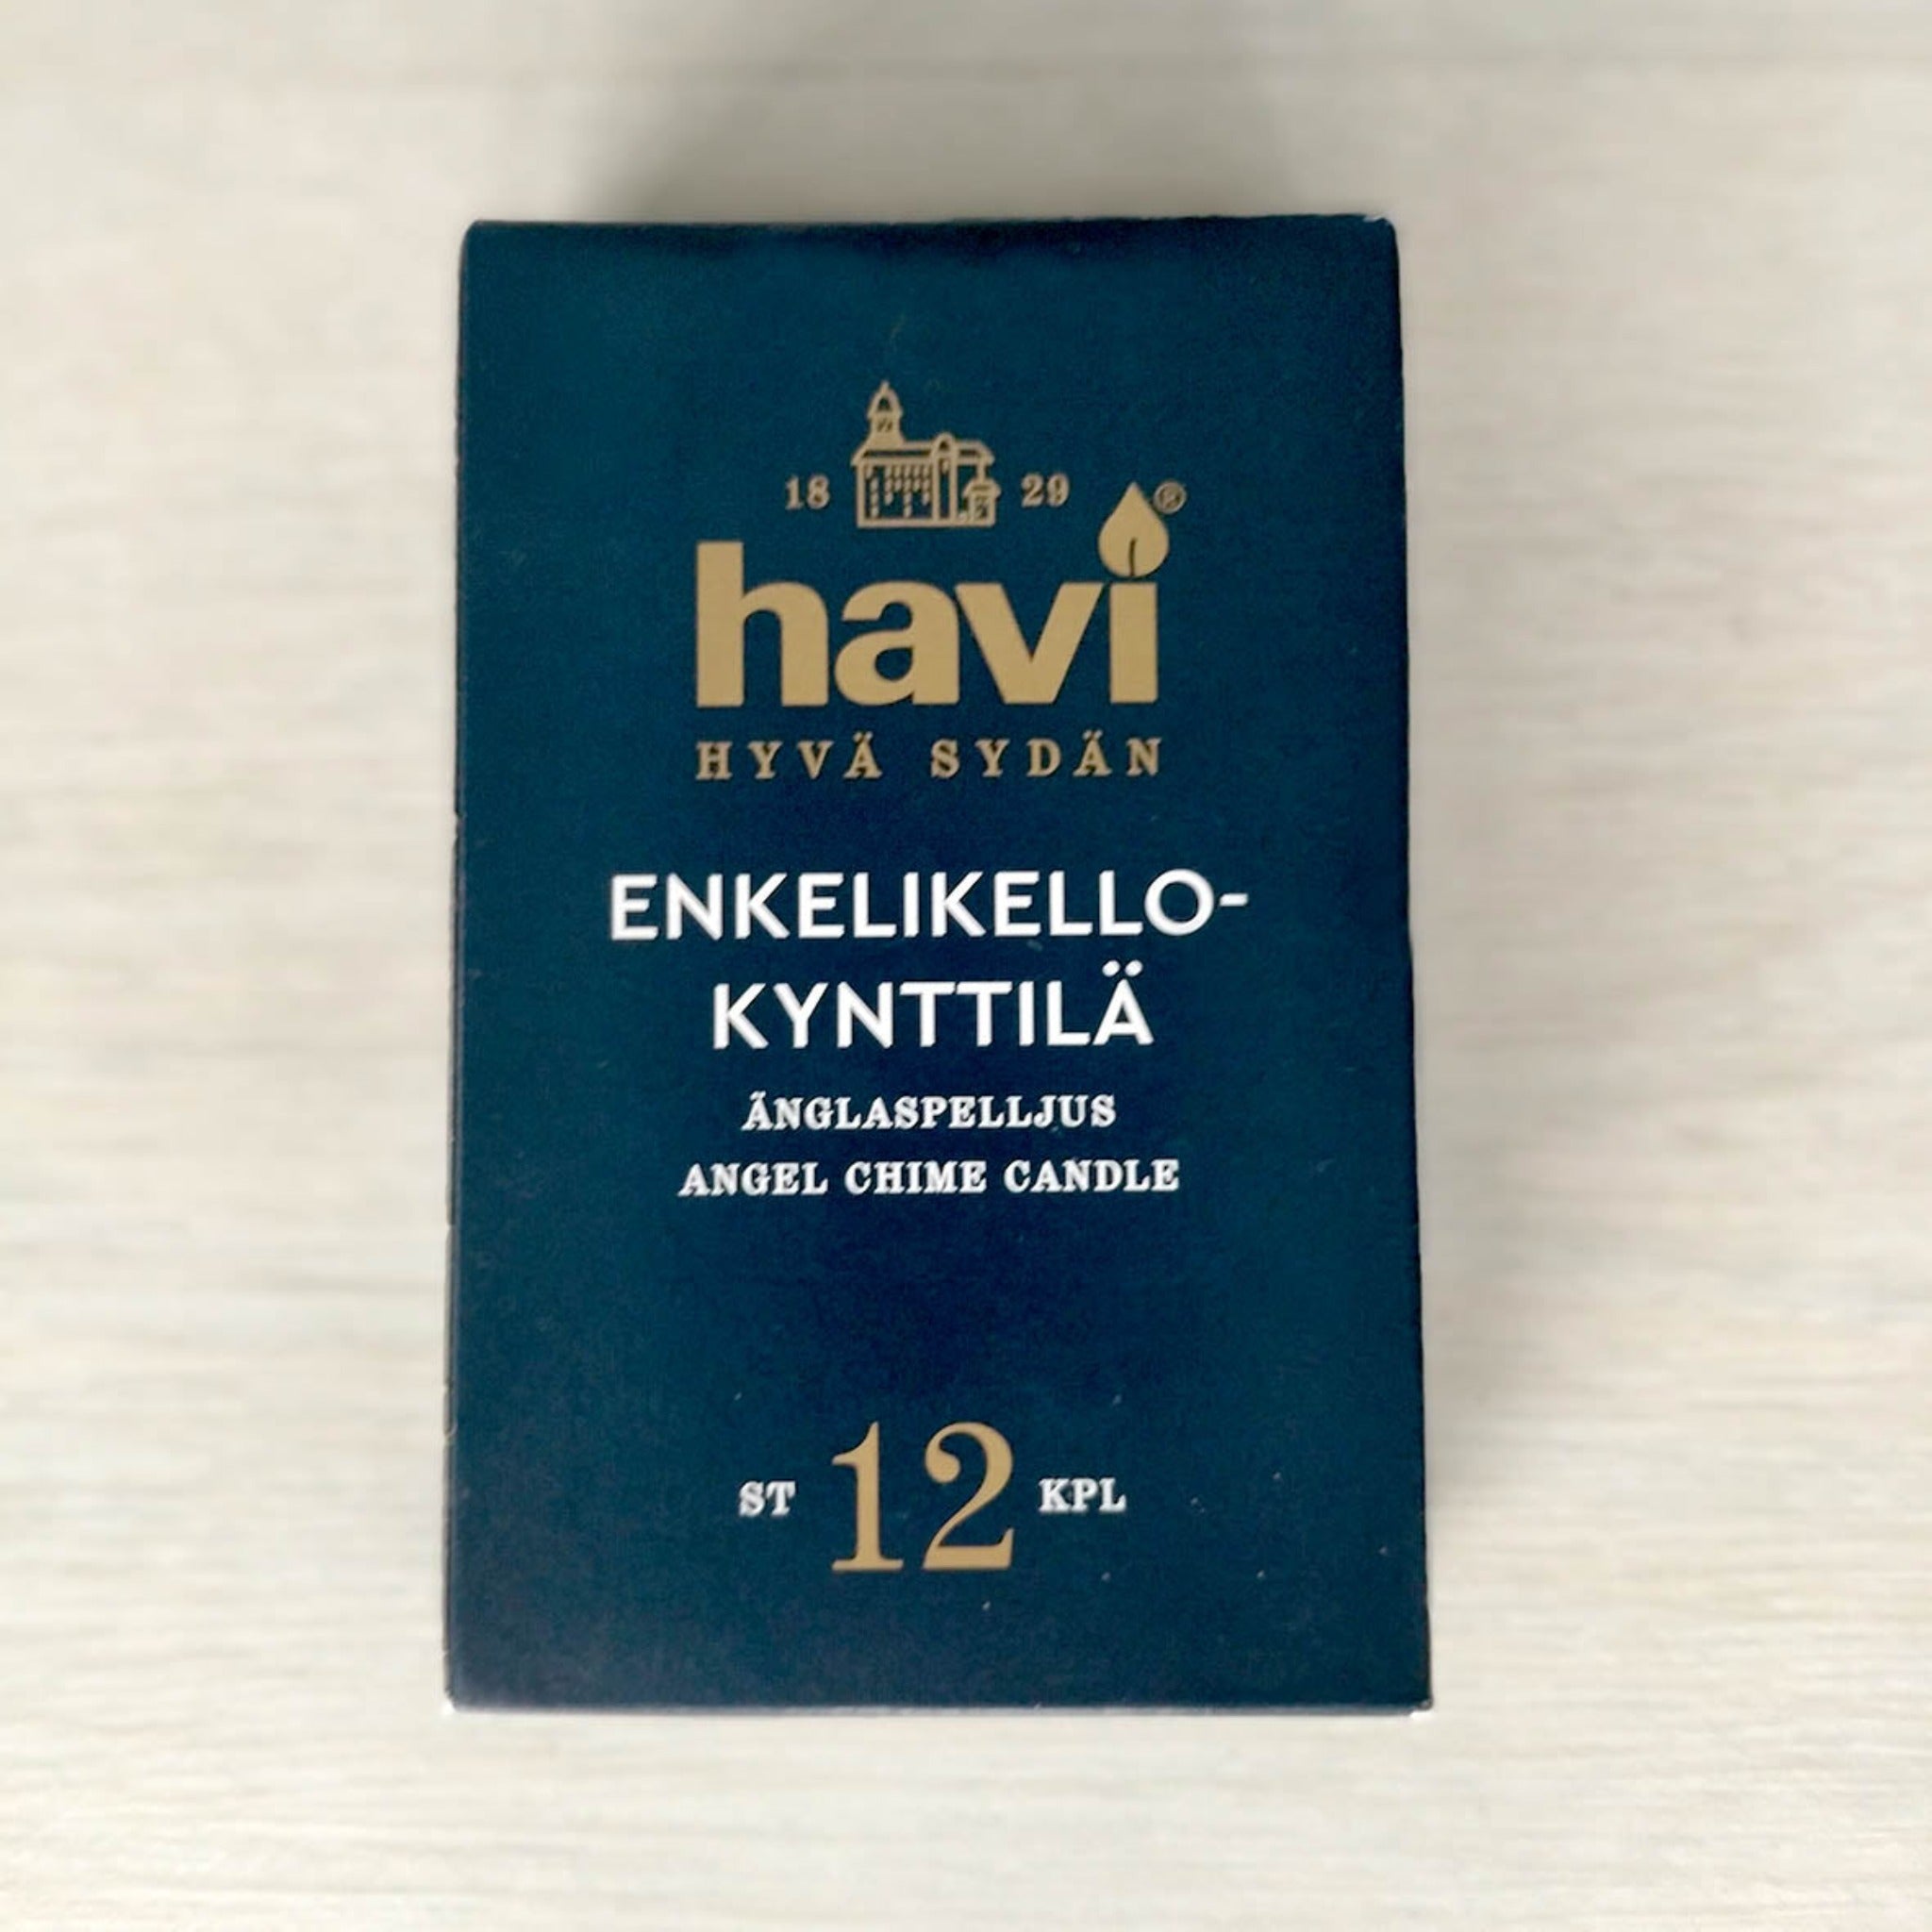 18 29
havi®
HYVÄ SYDÄN
ENKELIKELLO-
KYNTTILÄ
ÄNGLASPELLJUS
ANGEL CHIME CANDLE
ST 12 KPL